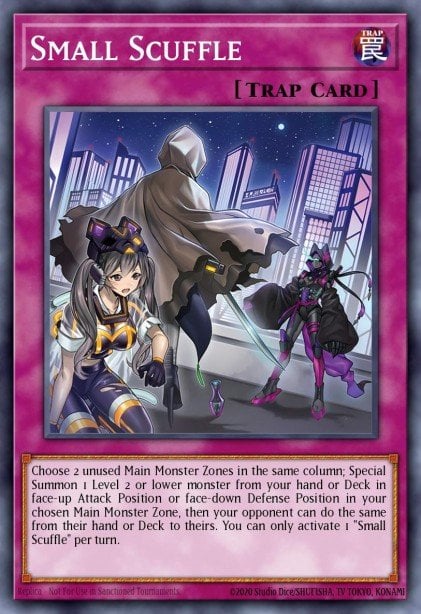 Small Scuffle
TRAP
罠
[Trap Card]
Choose 2 unused Main Monster Zones in the same column; Special
Summon 1 Level 2 or lower monster from your hand or Deck in
face-up Attack Position or face-down Defense Position in your
chosen Main Monster Zone, then your opponent can do the same
from their hand or Deck to theirs. You can only activate 1 "Small
Scuffle" per turn.
Replica - Not For Use in Sanctioned Tournaments
©2020 Studio Dice/SHUEISHA, TV TOKYO, KONAMI